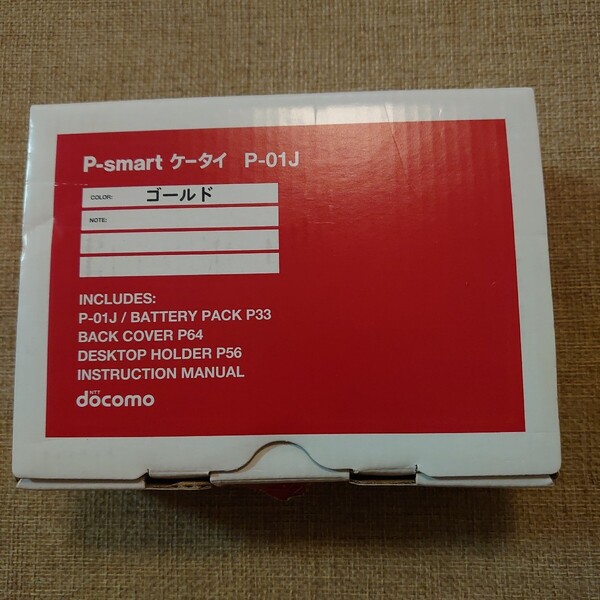 P-smart ケータイ P-01J
COLOR: ゴールド
NOTE:
INCLUDES:
P-01J / BATTERY PACK P33
BACK COVER P64
DESKTOP HOLDER P56
INSTRUCTION MANUAL
NTT
docomo